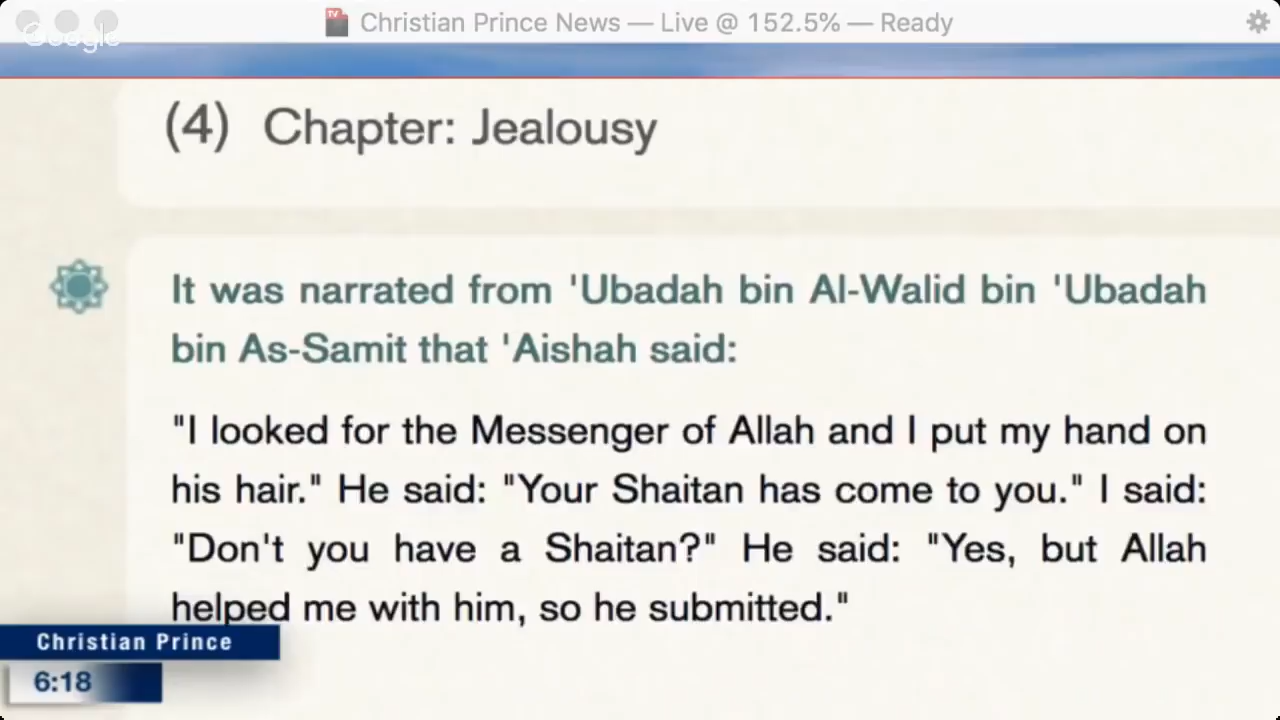 Christian Prince News — Live @ 152.5% — Ready
Google
(4) Chapter: Jealousy
It was narrated from 'Ubadah bin Al-Walid bin 'Ubadah
bin As-Samit that 'Aishah said:
"I looked for the Messenger of Allah and I put my hand on
his hair." He said: "Your Shaitan has come to you." I said:
"Don't you have a Shaitan?" He said: "Yes, but Allah
helped me with him, so he submitted."
Christian Prince
6:18